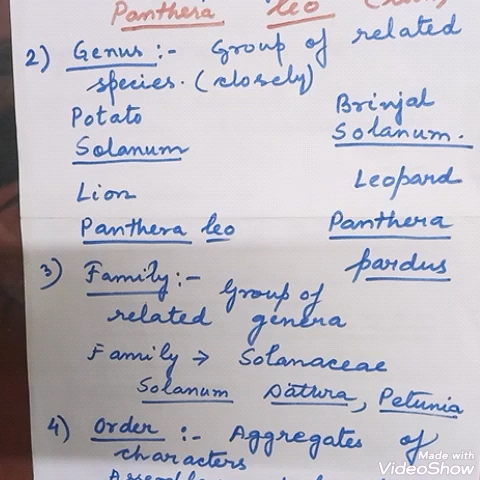 Panthera leo
2) Genus :- Group of related
species. (closely)
Potato Brinjal
Solanum Solanum.
Lion Leopard
Panthera leo Panthera
pardus
3) Family :- Group of
related genera
Family → Solanaceae
Solanum Datura, Petunia
4) Order :- Aggregates of
characters
Made with
VideoShow